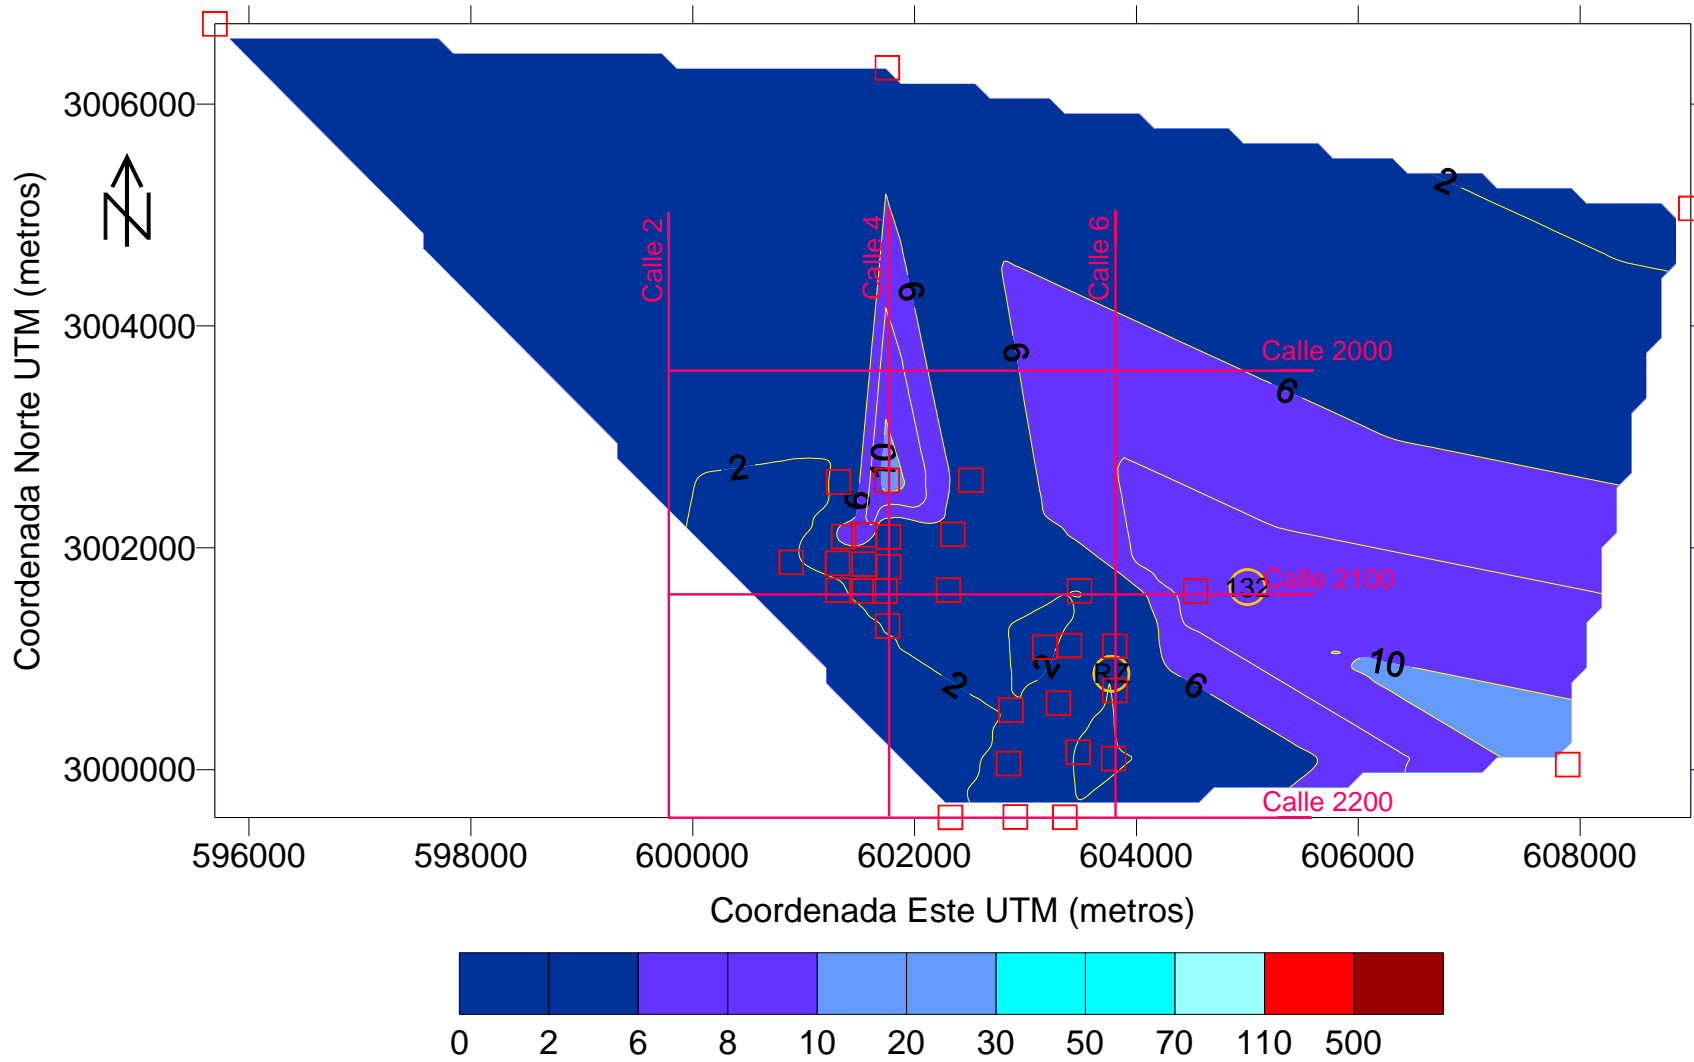 2
3006000
N
Calle 2
Calle 4
Calle 6
6
3004000
6
Calle 2000
6
Coordenada Norte UTM (metros)
10
2
6
3002000
132
Calle 2100
2
R7
10
2
6
3000000
Calle 2200
596000 598000 600000 602000 604000 606000 608000
Coordenada Este UTM (metros)
0 2 6 8 10 20 30 50 70 110 500